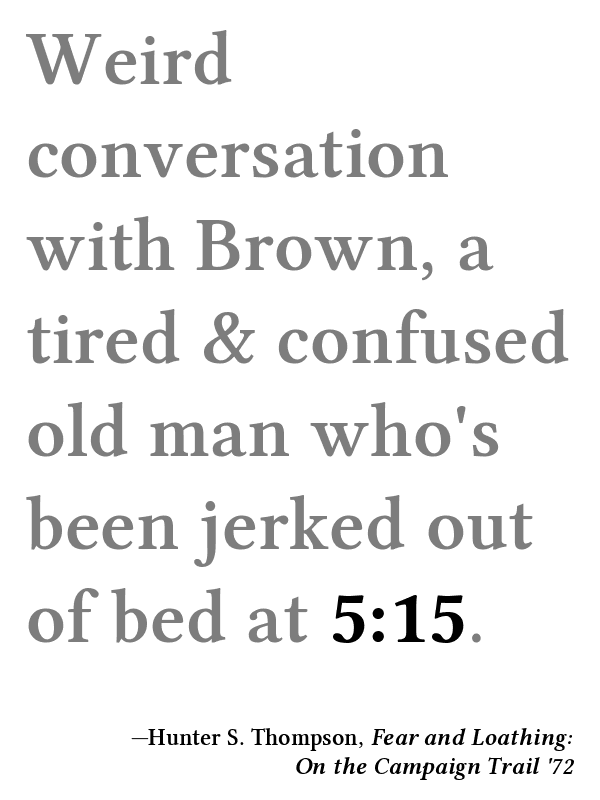 Weird
conversation
with Brown, a
tired & confused
old man who's
been jerked out
of bed at 5:15.
—Hunter S. Thompson, Fear and Loathing:
On the Campaign Trail '72